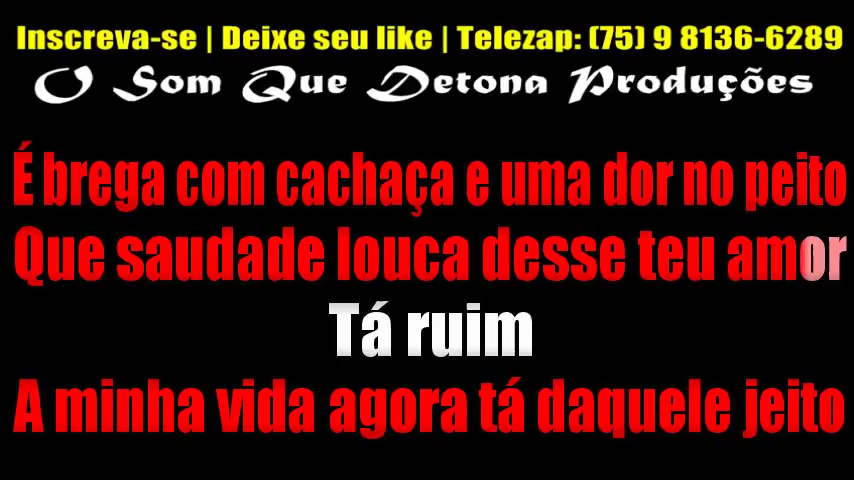 Inscreva-se | Deixe seu like | Telezap: (75) 9 8136-6289
O Som Que Detona Produções
É brega com cachaça e uma dor no peito
Que saudade louca desse teu amor
Tá ruim
A minha vida agora tá daquele jeito